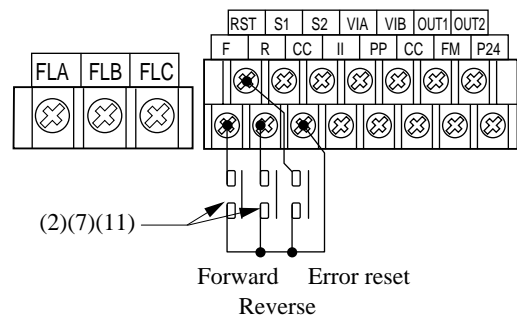 RST S1 S2 VIA VIB OUT1 OUT2
F R CC II PP CC FM P24
FLA FLB FLC
(2)(7)(11)
Forward Error reset
Reverse